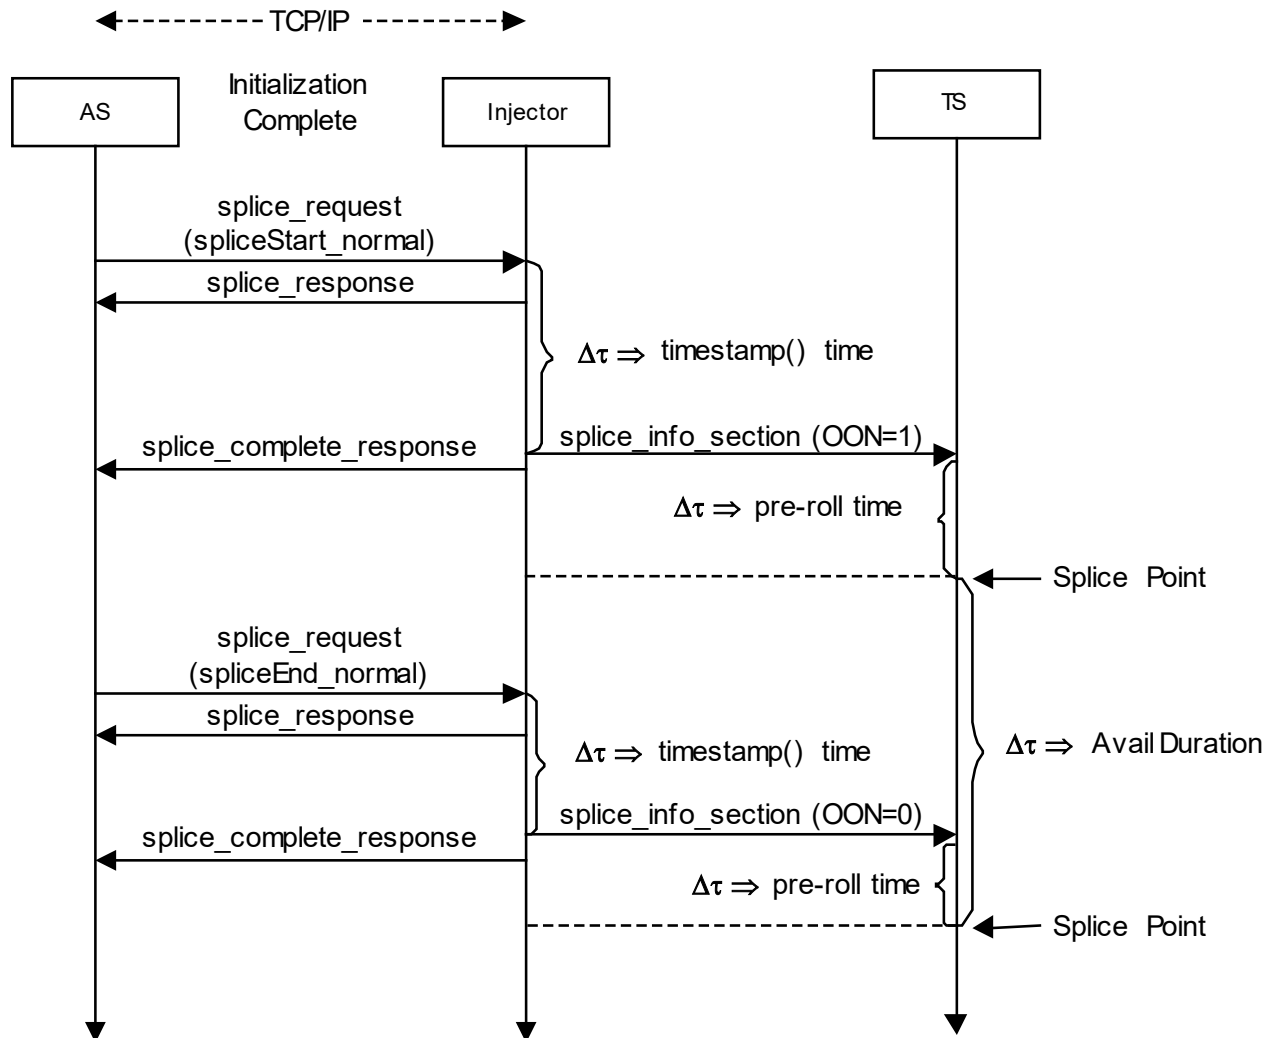 TCP/IP
AS
Initialization
Complete
Injector
TS
splice_request
(spliceStart_normal)
splice_response
Δτ ⇒ timestamp() time
splice_complete_response
splice_info_section (OON=1)
Δτ ⇒ pre-roll time
Splice Point
splice_request
(spliceEnd_normal)
splice_response
Δτ ⇒ timestamp() time
Δτ ⇒ Avail Duration
splice_info_section (OON=0)
splice_complete_response
Δτ ⇒ pre-roll time
Splice Point